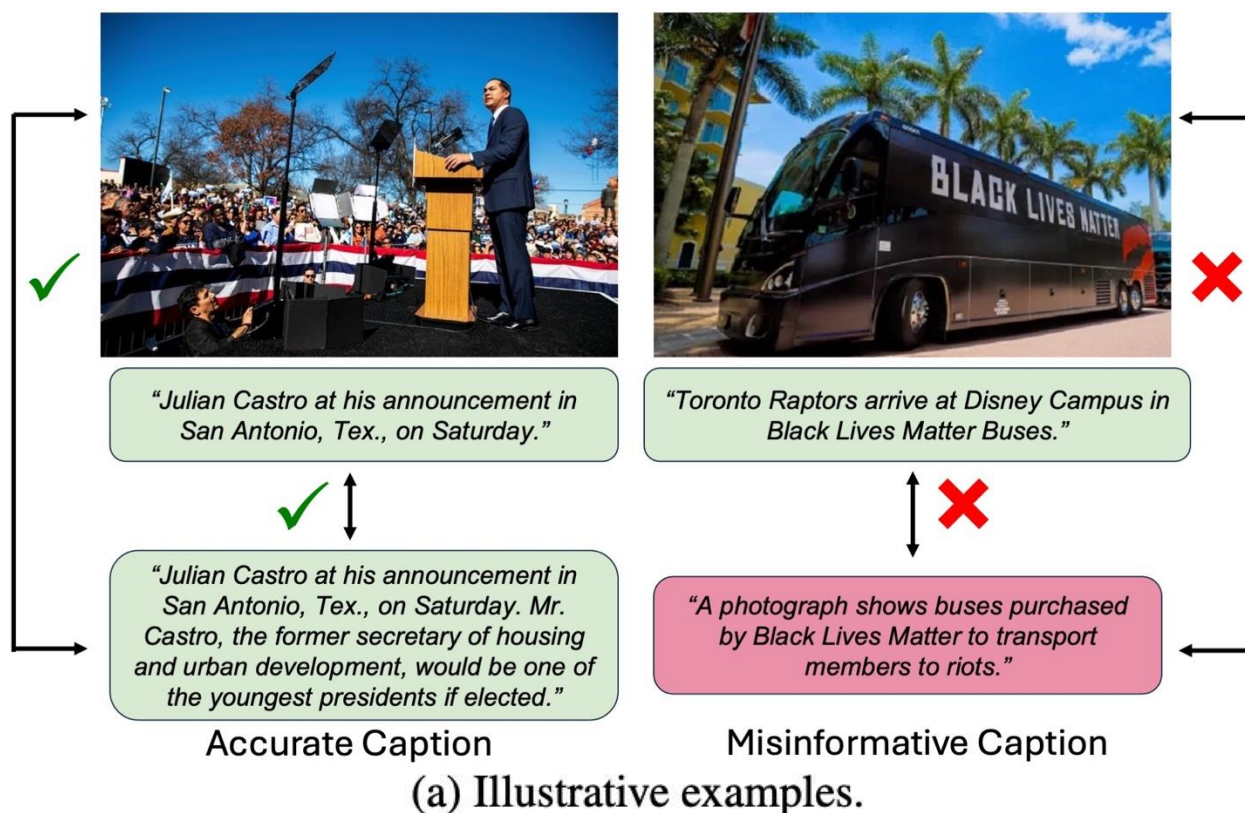 BLACK LIVES MATTER
“Julian Castro at his announcement in
San Antonio, Tex., on Saturday.”
“Toronto Raptors arrive at Disney Campus in
Black Lives Matter Buses.”
“Julian Castro at his announcement in
San Antonio, Tex., on Saturday. Mr.
Castro, the former secretary of housing
and urban development, would be one of
the youngest presidents if elected.”
“A photograph shows buses purchased
by Black Lives Matter to transport
members to riots.”
Accurate Caption
Misinformative Caption
(a) Illustrative examples.